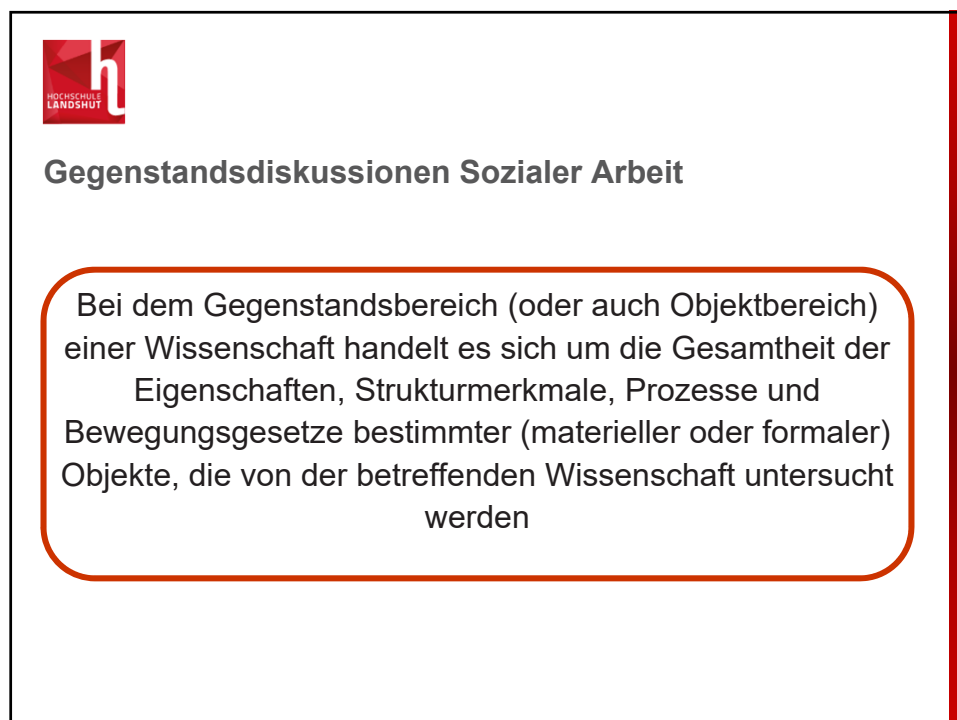 HOCHSCHULE
LANDSHUT
Gegenstandsdiskussionen Sozialer Arbeit
Bei dem Gegenstandsbereich (oder auch Objektbereich)
einer Wissenschaft handelt es sich um die Gesamtheit der
Eigenschaften, Strukturmerkmale, Prozesse und
Bewegungsgesetze bestimmter (materieller oder formaler)
Objekte, die von der betreffenden Wissenschaft untersucht
werden